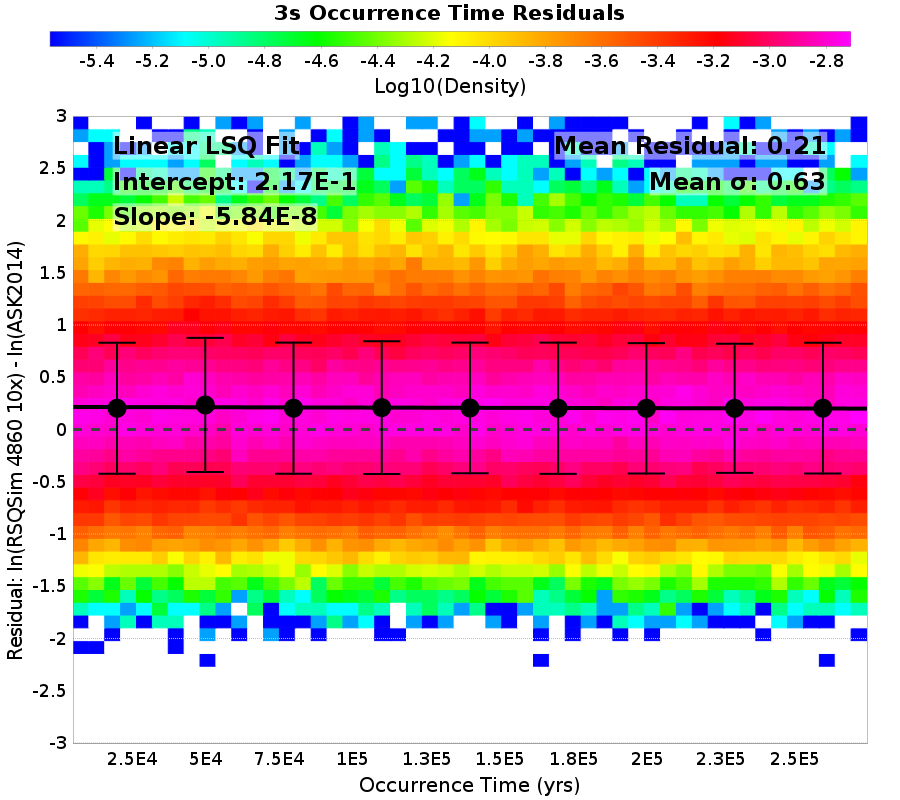 3s Occurrence Time Residuals
-5.4 -5.2 -5.0 -4.8 -4.6 -4.4 -4.2 -4.0 -3.8 -3.6 -3.4 -3.2 -3.0 -2.8
Log10(Density)
Linear LSQ Fit
Intercept: 2.17E-1
Slope: -5.84E-8
Mean Residual: 0.21
Mean σ: 0.63
Residual: ln(RSQSim 4860 10x) - ln(ASK2014)
3
2.5
2
1.5
1
0.5
0
-0.5
-1
-1.5
-2
-2.5
-3
2.5E4 5E4 7.5E4 1E5 1.3E5 1.5E5 1.8E5 2E5 2.3E5 2.5E5
Occurrence Time (yrs)